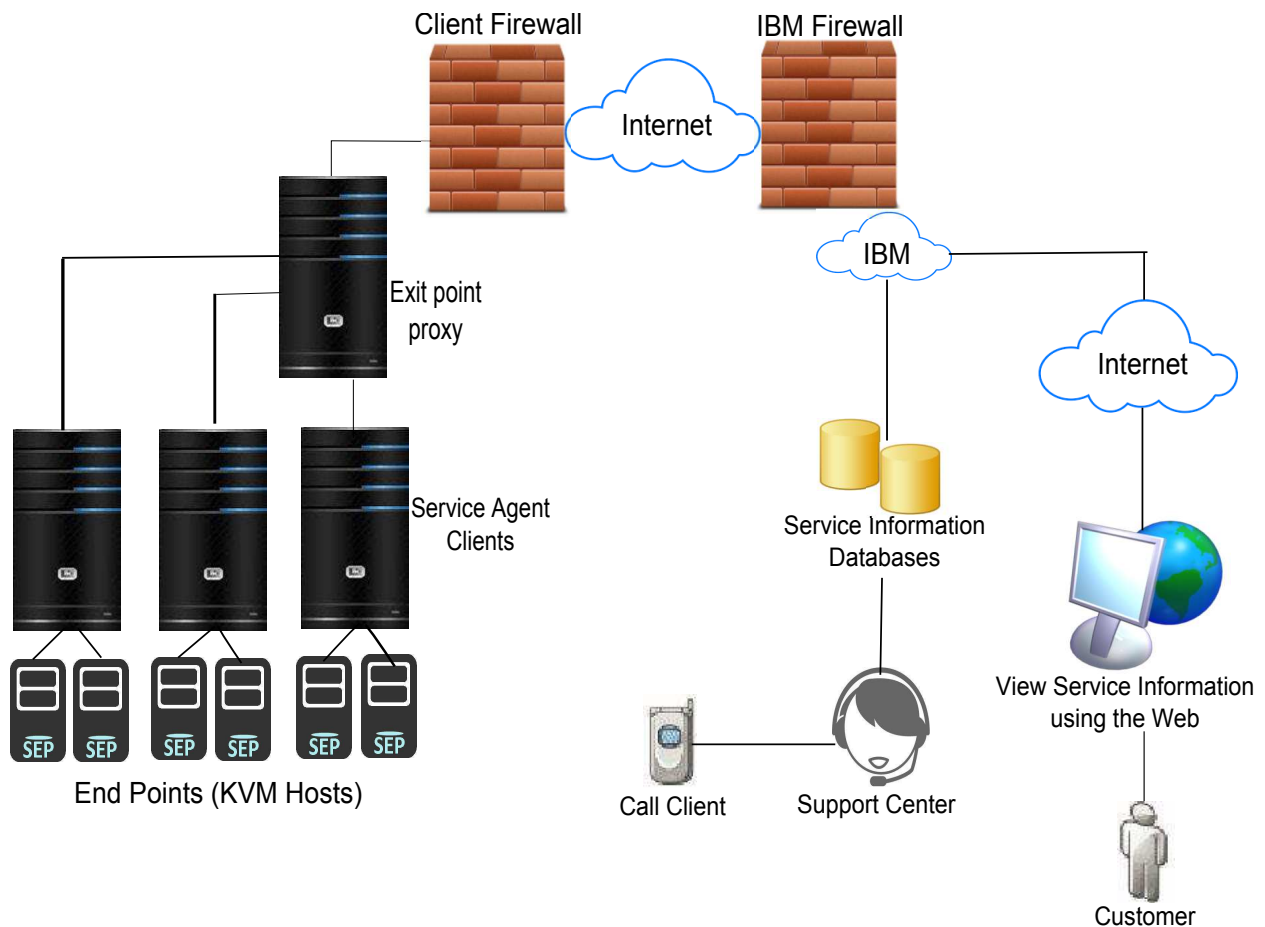 Client Firewall
IBM Firewall
Internet
IBM
Exit point
proxy
Internet
Service Agent
Clients
Service Information
Databases
SEP
SEP
SEP
SEP
SEP
SEP
End Points (KVM Hosts)
View Service Information
using the Web
Call Client
Support Center
Customer